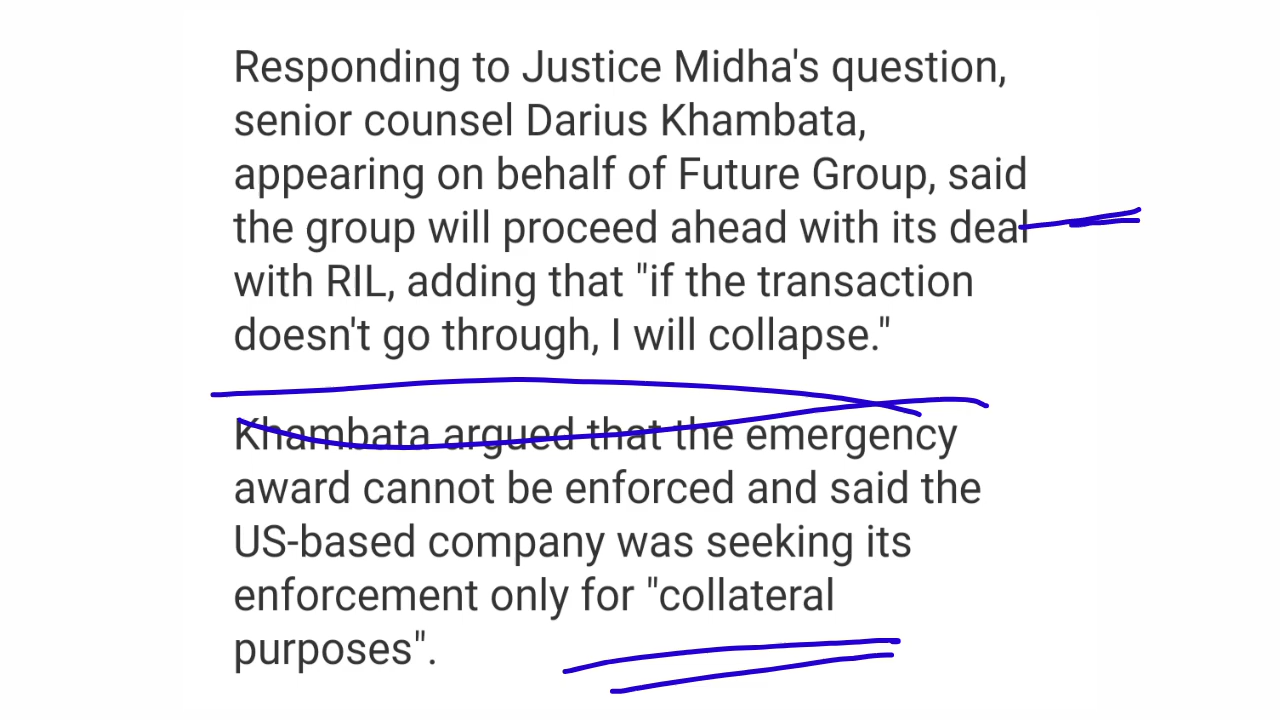 Responding to Justice Midha's question,
senior counsel Darius Khambata,
appearing on behalf of Future Group, said
the group will proceed ahead with its deal
with RIL, adding that "if the transaction
doesn't go through, I will collapse."
Khambata argued that the emergency
award cannot be enforced and said the
US-based company was seeking its
enforcement only for "collateral
purposes".